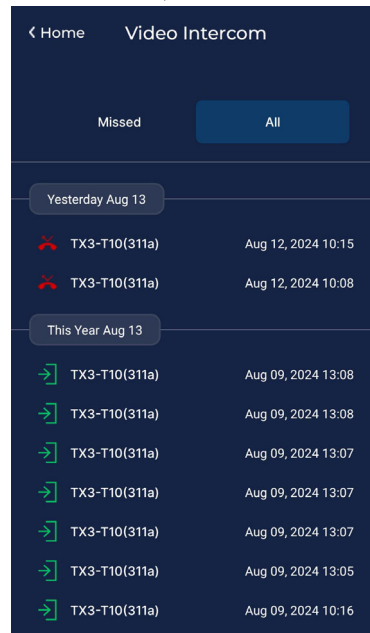 Home Video Intercom
Missed All
Yesterday Aug 13
TX3-T10(311a) Aug 12, 2024 10:15
TX3-T10(311a) Aug 12, 2024 10:08
This Year Aug 13
TX3-T10(311a) Aug 09, 2024 13:08
TX3-T10(311a) Aug 09, 2024 13:08
TX3-T10(311a) Aug 09, 2024 13:07
TX3-T10(311a) Aug 09, 2024 13:07
TX3-T10(311a) Aug 09, 2024 13:07
TX3-T10(311a) Aug 09, 2024 13:05
TX3-T10(311a) Aug 09, 2024 10:16